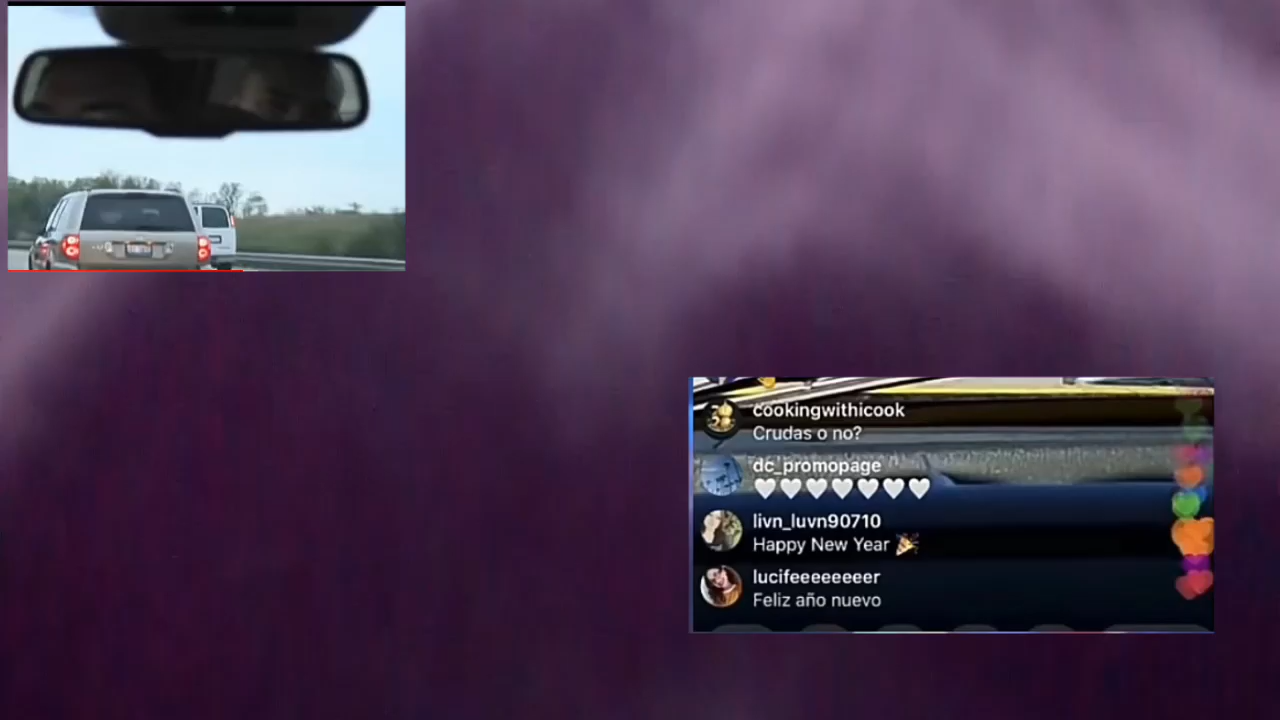 cookingwithicook
Crudas o no?
dc_promopage
🤍🤍🤍🤍🤍🤍🤍
livn_luvn90710
Happy New Year 🎉
lucifeeeeeeeer
Feliz año nuevo